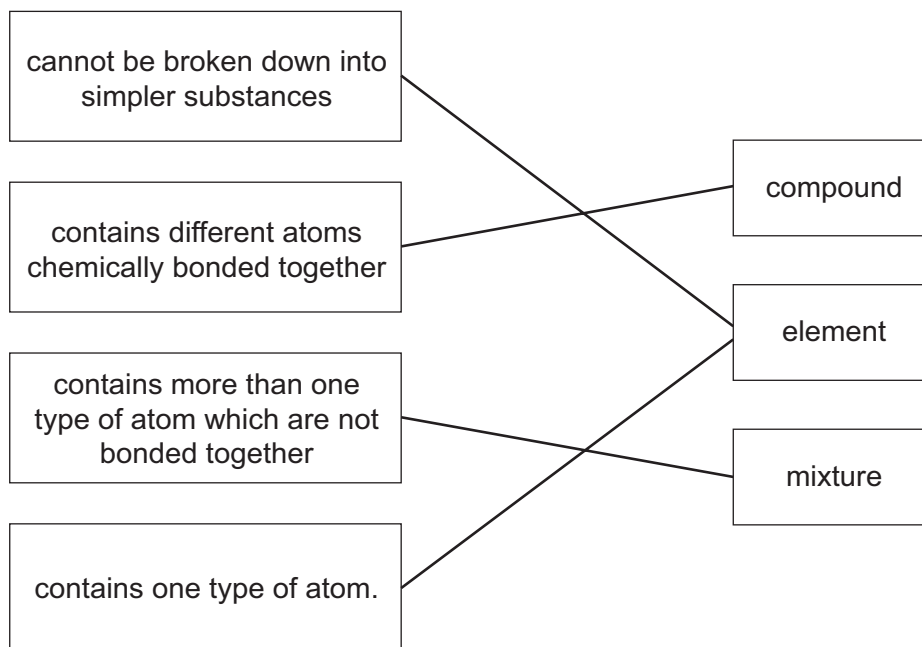 cannot be broken down into
simpler substances
contains different atoms
chemically bonded together
contains more than one
type of atom which are not
bonded together
contains one type of atom.
compound
element
mixture